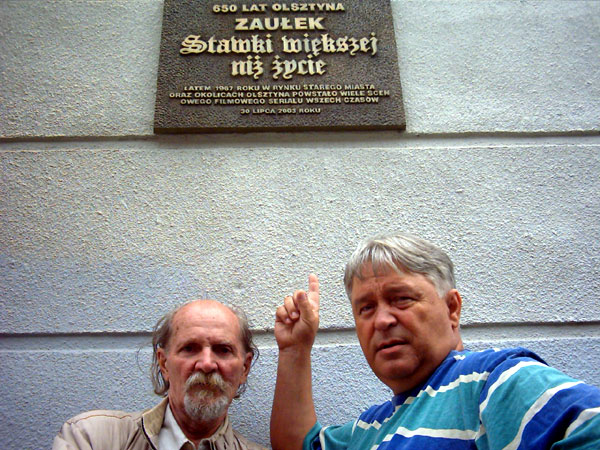 650 LAT OLSZTYNA
ZAUŁEK
Stawki większej
niż życie
LATEM 1967 ROKU W RYNKU STAREGO MIASTA
ORAZ OKOLICACH OLSZTYNA POWSTAŁO WIELE SCEN
OWEGO FILMOWEGO SERIALU WSZECH CZASÓW
30 LIPCA 2003 ROKU